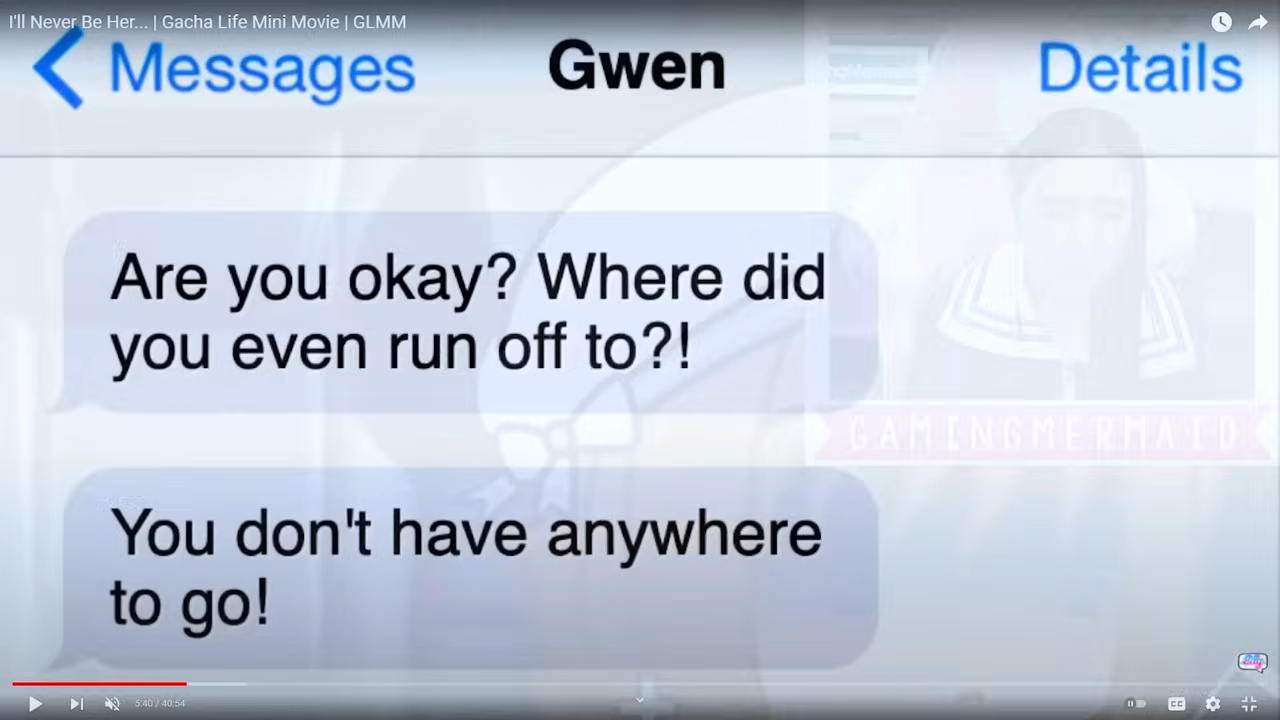 I'll Never Be Her... | Gacha Life Mini Movie | GLMM
Messages
Gwen
Details
Are you okay? Where did
you even run off to?!
GAMINGMERMAID
You don't have anywhere
to go!
5:40 / 40:54
CC